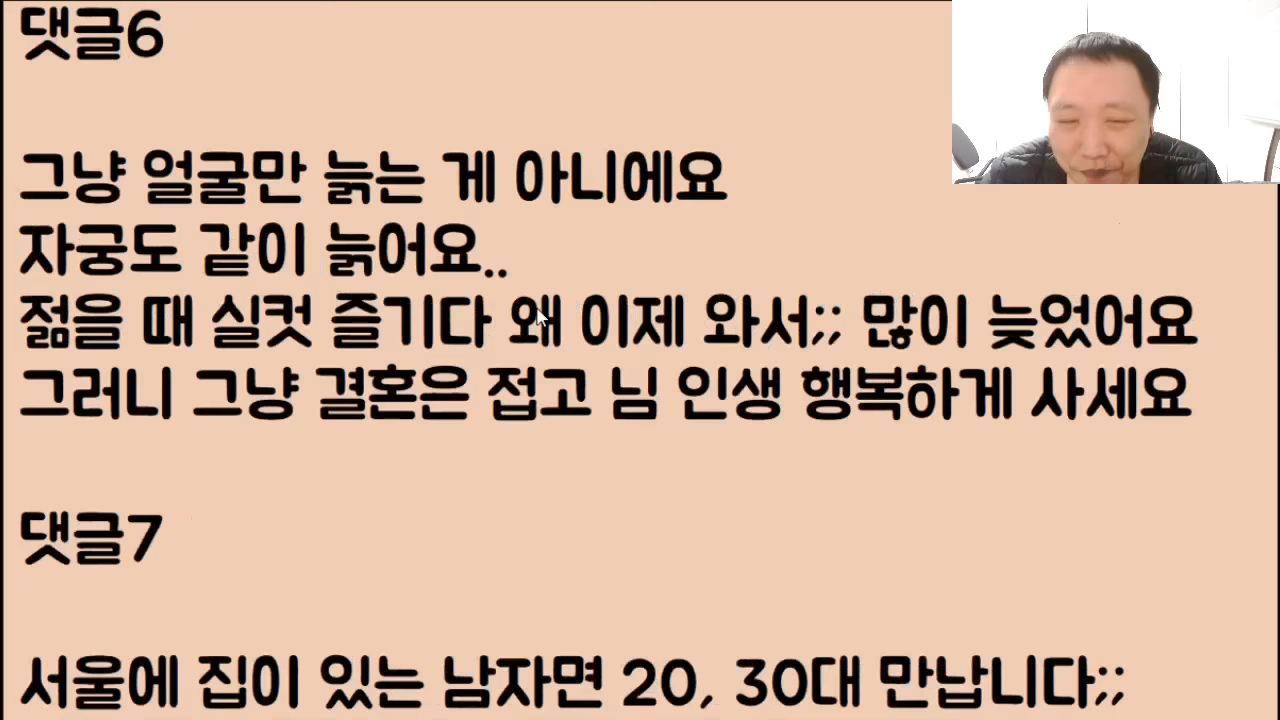 댓글6
그냥 얼굴만 늙는 게 아니에요
자궁도 같이 늙어요..
젊을 때 실컷 즐기다 왜 이제 와서;; 많이 늦었어요
그러니 그냥 결혼은 접고 님 인생 행복하게 사세요
댓글7
서울에 집이 있는 남자면 20, 30대 만납니다;;